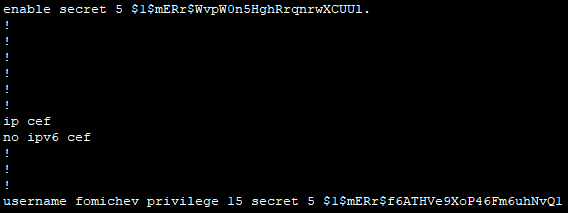 enable secret 5 $1$mERr$WvpW0n5HghRrqnrwXCUUl.
!
!
!
!
!
!
ip cef
no ipv6 cef
!
!
!
username fomichev privilege 15 secret 5 $1$mERr$f6ATHVe9XoP46Fm6uhNvQ1